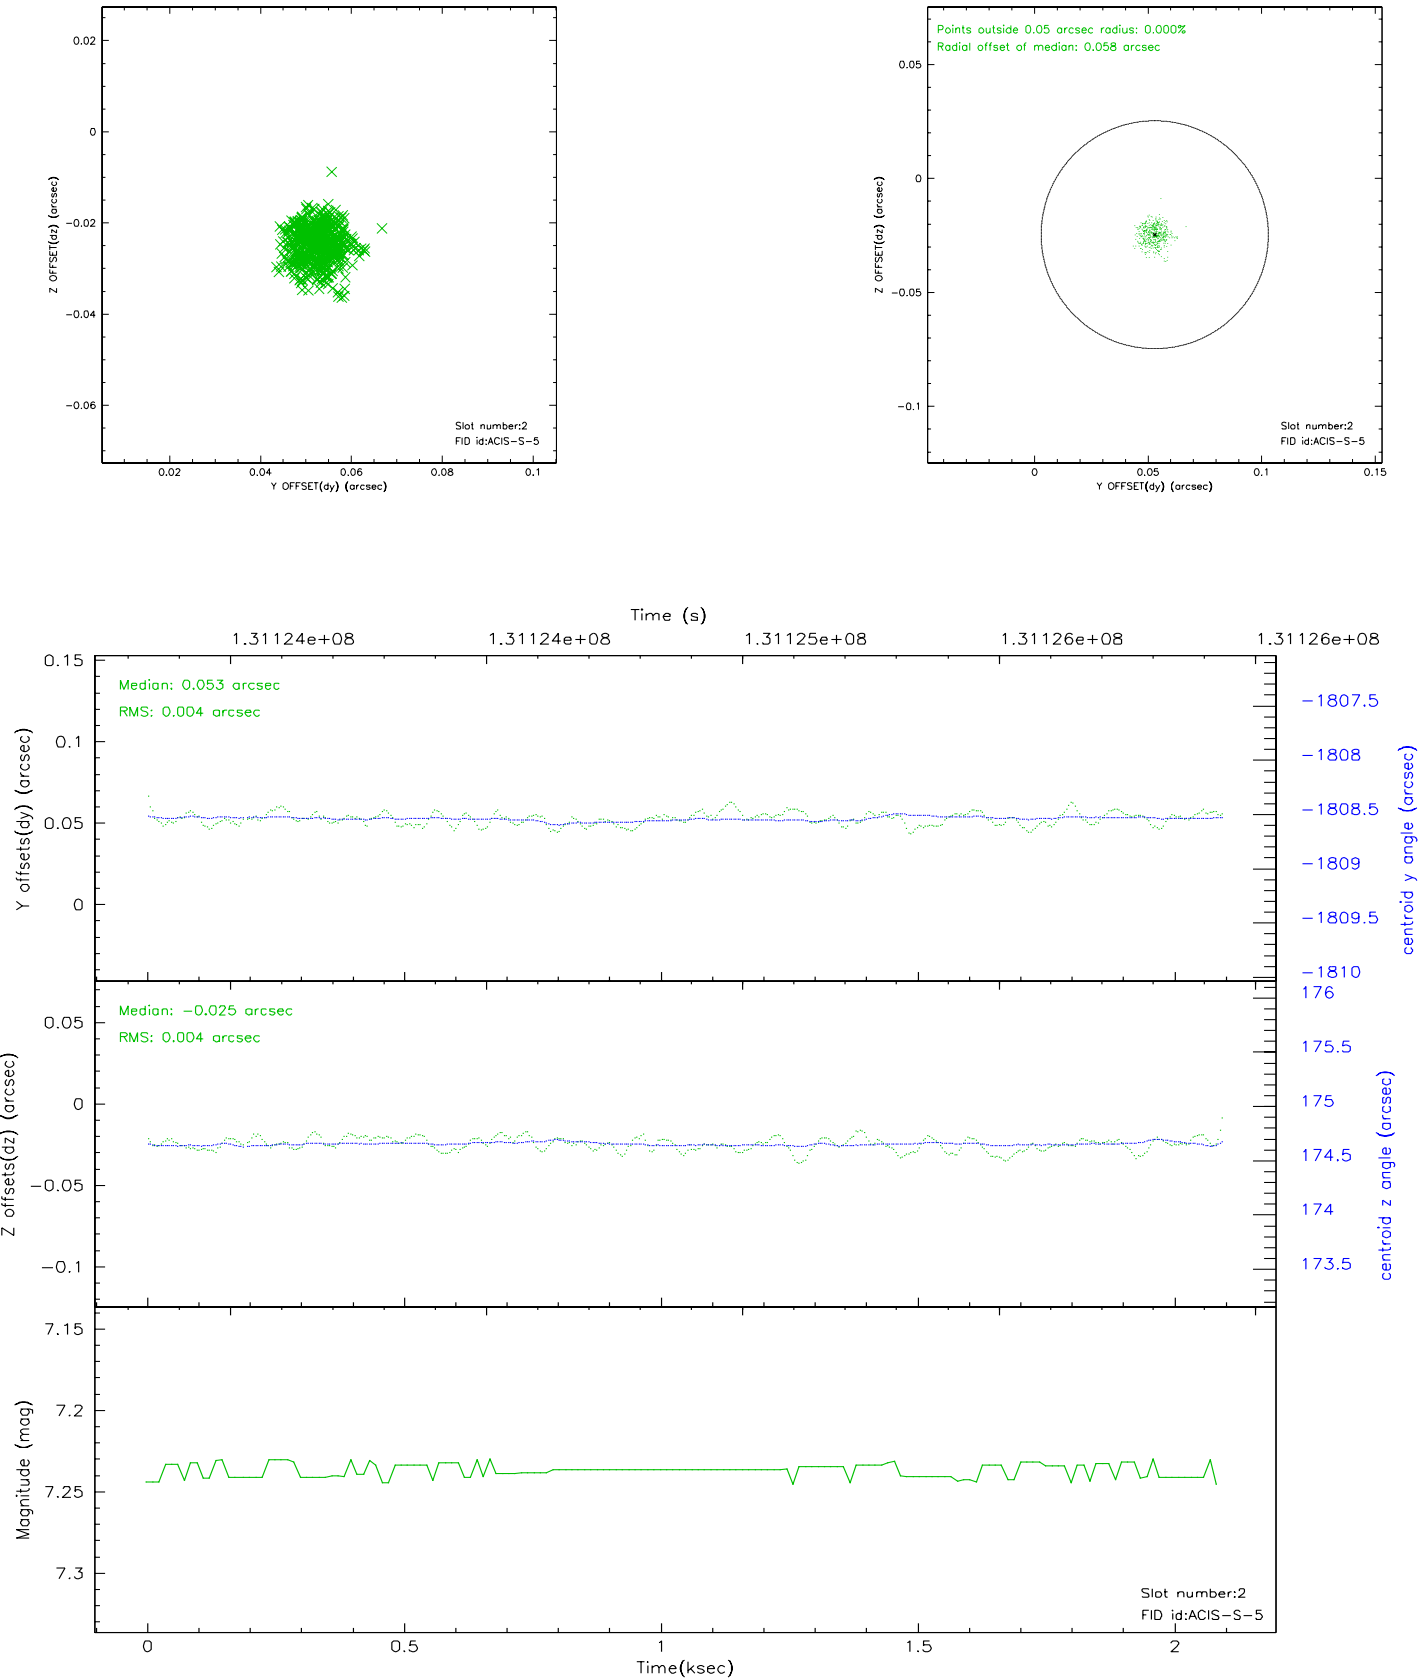 0.02
0
-0.02
-0.04
-0.06
Z OFFSET(dz) (arcsec)
Slot number:2
FID id:ACIS-S-5
0.02 0.04 0.06 0.08 0.1
Y OFFSET(dy) (arcsec)
Points outside 0.05 arcsec radius: 0.000%
Radial offset of median: 0.058 arcsec
0.05
0
-0.05
-0.1
Z OFFSET(dz) (arcsec)
Slot number:2
FID id:ACIS-S-5
0 0.05 0.1 0.15
Y OFFSET(dy) (arcsec)
Time (s)
1.31124e+08 1.31124e+08 1.31125e+08 1.31126e+08 1.31126e+08
Median: 0.053 arcsec
RMS: 0.004 arcsec
0.15
0.1
0.05
0
Y offsets(dy) (arcsec)
-1807.5
-1808
-1808.5
-1809
-1809.5
-1810
centroid y angle (arcsec)
Median: -0.025 arcsec
RMS: 0.004 arcsec
0.05
0
-0.05
-0.1
Z offsets(dz) (arcsec)
176
175.5
175
174.5
174
173.5
centroid z angle (arcsec)
7.15
7.2
7.25
7.3
Magnitude (mag)
Slot number:2
FID id:ACIS-S-5
0 0.5 1 1.5 2
Time(ksec)